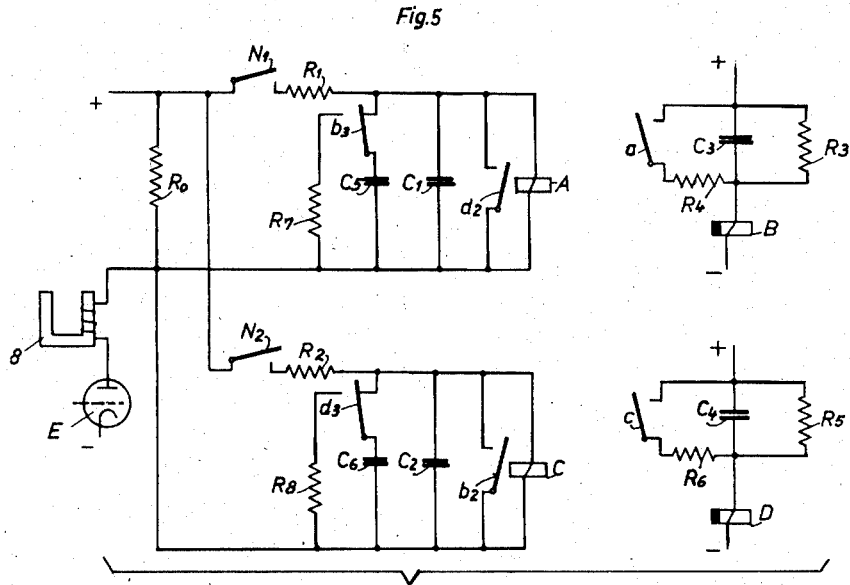 Fig.5
N1
R1
+
+
b3
a
C3
R3
R0
C5
C1
A
d2
R4
R7
B
−
8
N2
R2
+
E
−
d3
c
C4
R5
R8
C6
C2
b2
C
R6
D
−